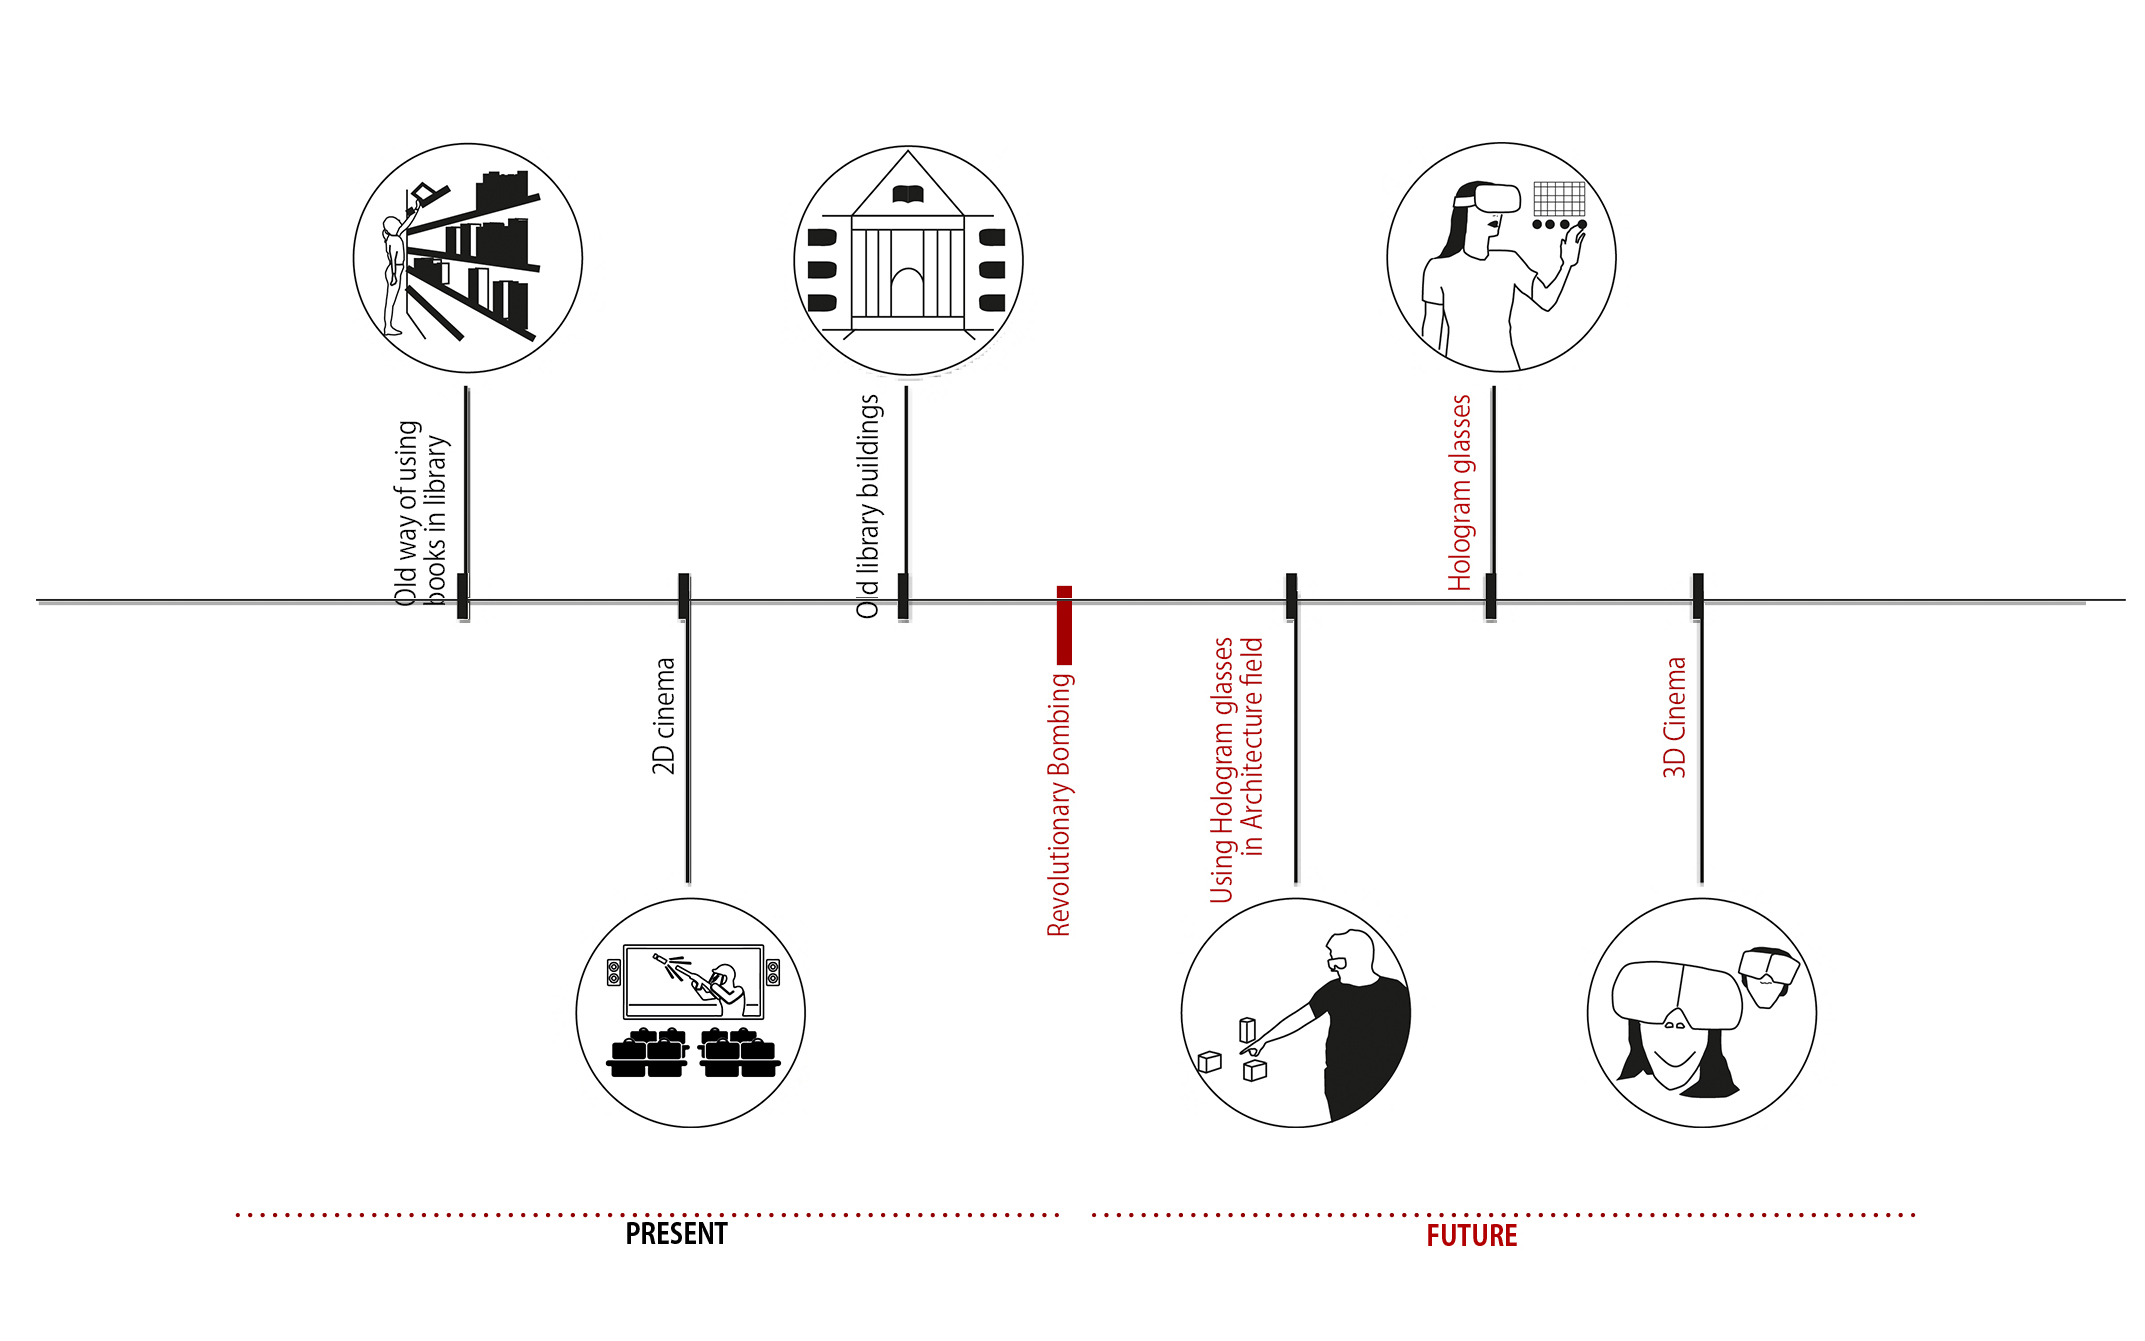 Old way of using
books in library
2D cinema
Old library buildings
Revolutionary Bombing
Using Hologram glasses
in Architecture field
Hologram glasses
3D Cinema
PRESENT
FUTURE